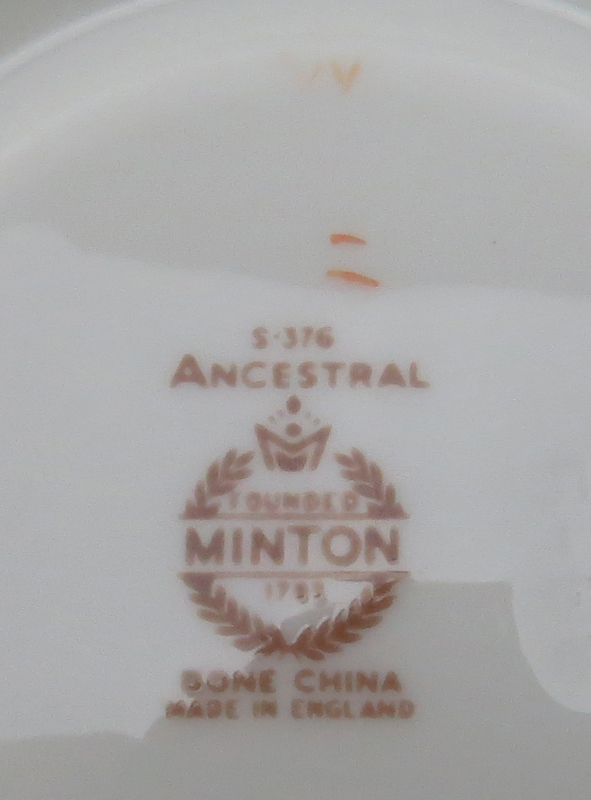 S-376
ANCESTRAL
FOUNDED
MINTON
1793
BONE CHINA
MADE IN ENGLAND